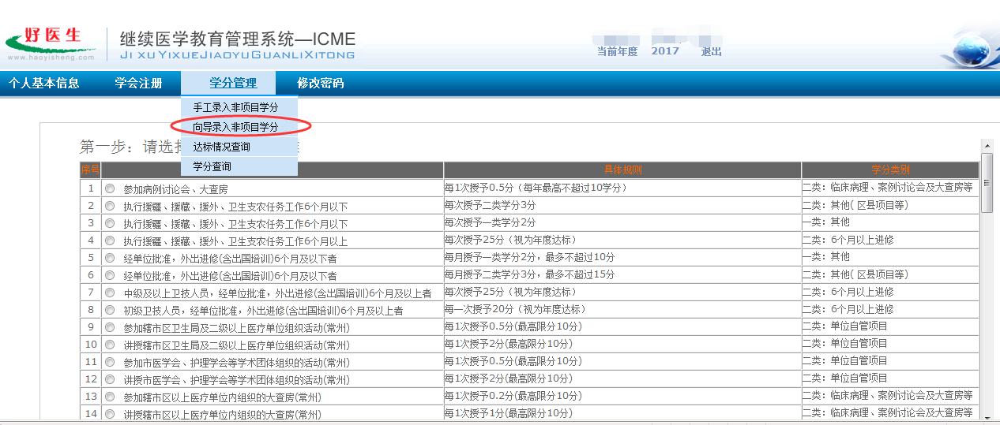 好医生
www.haoyisheng.com
继续医学教育管理系统—ICME
JI XU YIXUEJIAOYUGUANLIXITONG
当前年度 2017 退出
个人基本信息 学会注册 学分管理 修改密码
手工录入非项目学分
向导录入非项目学分
达标情况查询
学分查询
第一步：请选择
序号 具体规则 学分类别
1 参加病例讨论会、大查房 每1次授予0.5分（每年最高不超过10学分） 二类：临床病理、案例讨论会及大查房等
2 执行援疆、援藏、援外、卫生支农任务工作6个月以下 每次授予二类学分3分 二类：其他( 区县项目等)
3 执行援疆、援藏、援外、卫生支农任务工作6个月以下 每次授予一类学分2分 一类：其他
4 执行援疆、援藏、援外、卫生支农任务工作6个月以上 每次授予25分（视为年度达标） 二类：6个月以上进修
5 经单位批准，外出进修(含出国培训)6个月及以下者 每月授予一类学分2分，最多不超过10分 一类：其他
6 经单位批准，外出进修(含出国培训)6个月及以下者 每月授予二类学分3分，最多不超过15分 二类：其他( 区县项目等)
7 中级及以上卫技人员，经单位批准，外出进修(含出国培训)6个月及以上者 每次授予25分（视为年度达标） 二类：6个月以上进修
8 初级卫技人员，经单位批准，外出进修(含出国培训)6个月及以上者 每一次授予20分（视为年度达标） 二类：6个月以上进修
9 参加辖市区卫生局及二级以上医疗单位组织活动(常州) 每1次授予0.5分(最高限分10分) 二类：单位自管项目
10 讲授辖市区卫生局及二级以上医疗单位组织活动(常州) 每1次授予2分(最高限分10分) 二类：单位自管项目
11 参加市医学会、护理学会等学术团体组织的活动(常州) 每1次授予0.5分(最高限分10分) 二类：单位自管项目
12 讲授市医学会、护理学会等学术团体组织的活动(常州) 每1次授予2分(最高限分10分) 二类：单位自管项目
13 参加辖市区以上医疗单位内组织的大查房(常州) 每1次授予0.2分(最高限分10分) 二类：临床病理、案例讨论会及大查房等
14 讲授辖市区以上医疗单位内组织的大查房(常州) 每1次授予1分(最高限分10分) 二类：临床病理、案例讨论会及大查房等